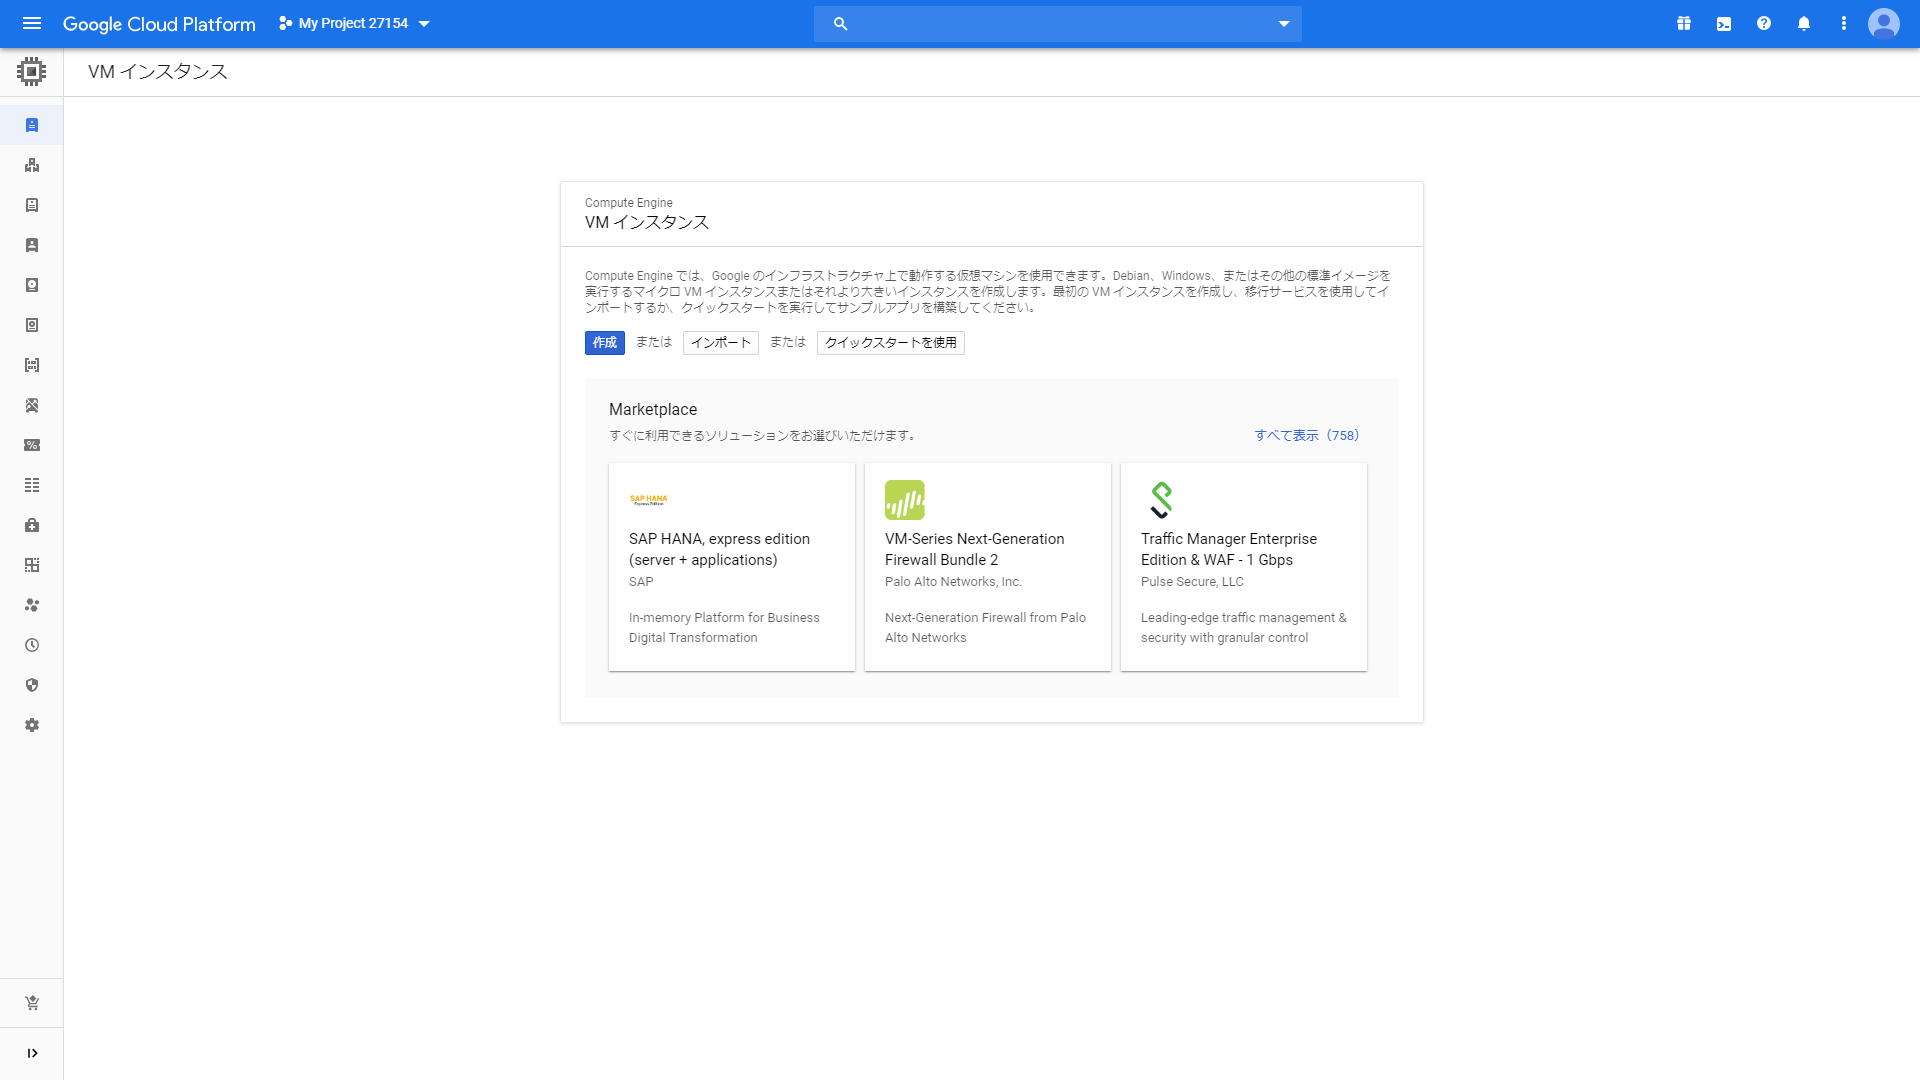 Google Cloud Platform
My Project 27154
VM インスタンス
Compute Engine
VM インスタンス
Compute Engine では、Google のインフラストラクチャ上で動作する仮想マシンを使用できます。Debian、Windows、またはその他の標準イメージを
実行するマイクロ VM インスタンスまたはそれより大きいインスタンスを作成します。最初の VM インスタンスを作成し、移行サービスを使用してイ
ンポートするか、クイックスタートを実行してサンプルアプリを構築してください。
作成 または インポート または クイックスタートを使用
Marketplace
すぐに利用できるソリューションをお選びいただけます。
すべて表示（758）
SAP HANA
Express Edition
SAP HANA, express edition
(server + applications)
SAP
In-memory Platform for Business
Digital Transformation
VM-Series Next-Generation
Firewall Bundle 2
Palo Alto Networks, Inc.
Next-Generation Firewall from Palo
Alto Networks
Traffic Manager Enterprise
Edition & WAF - 1 Gbps
Pulse Secure, LLC
Leading-edge traffic management &
security with granular control